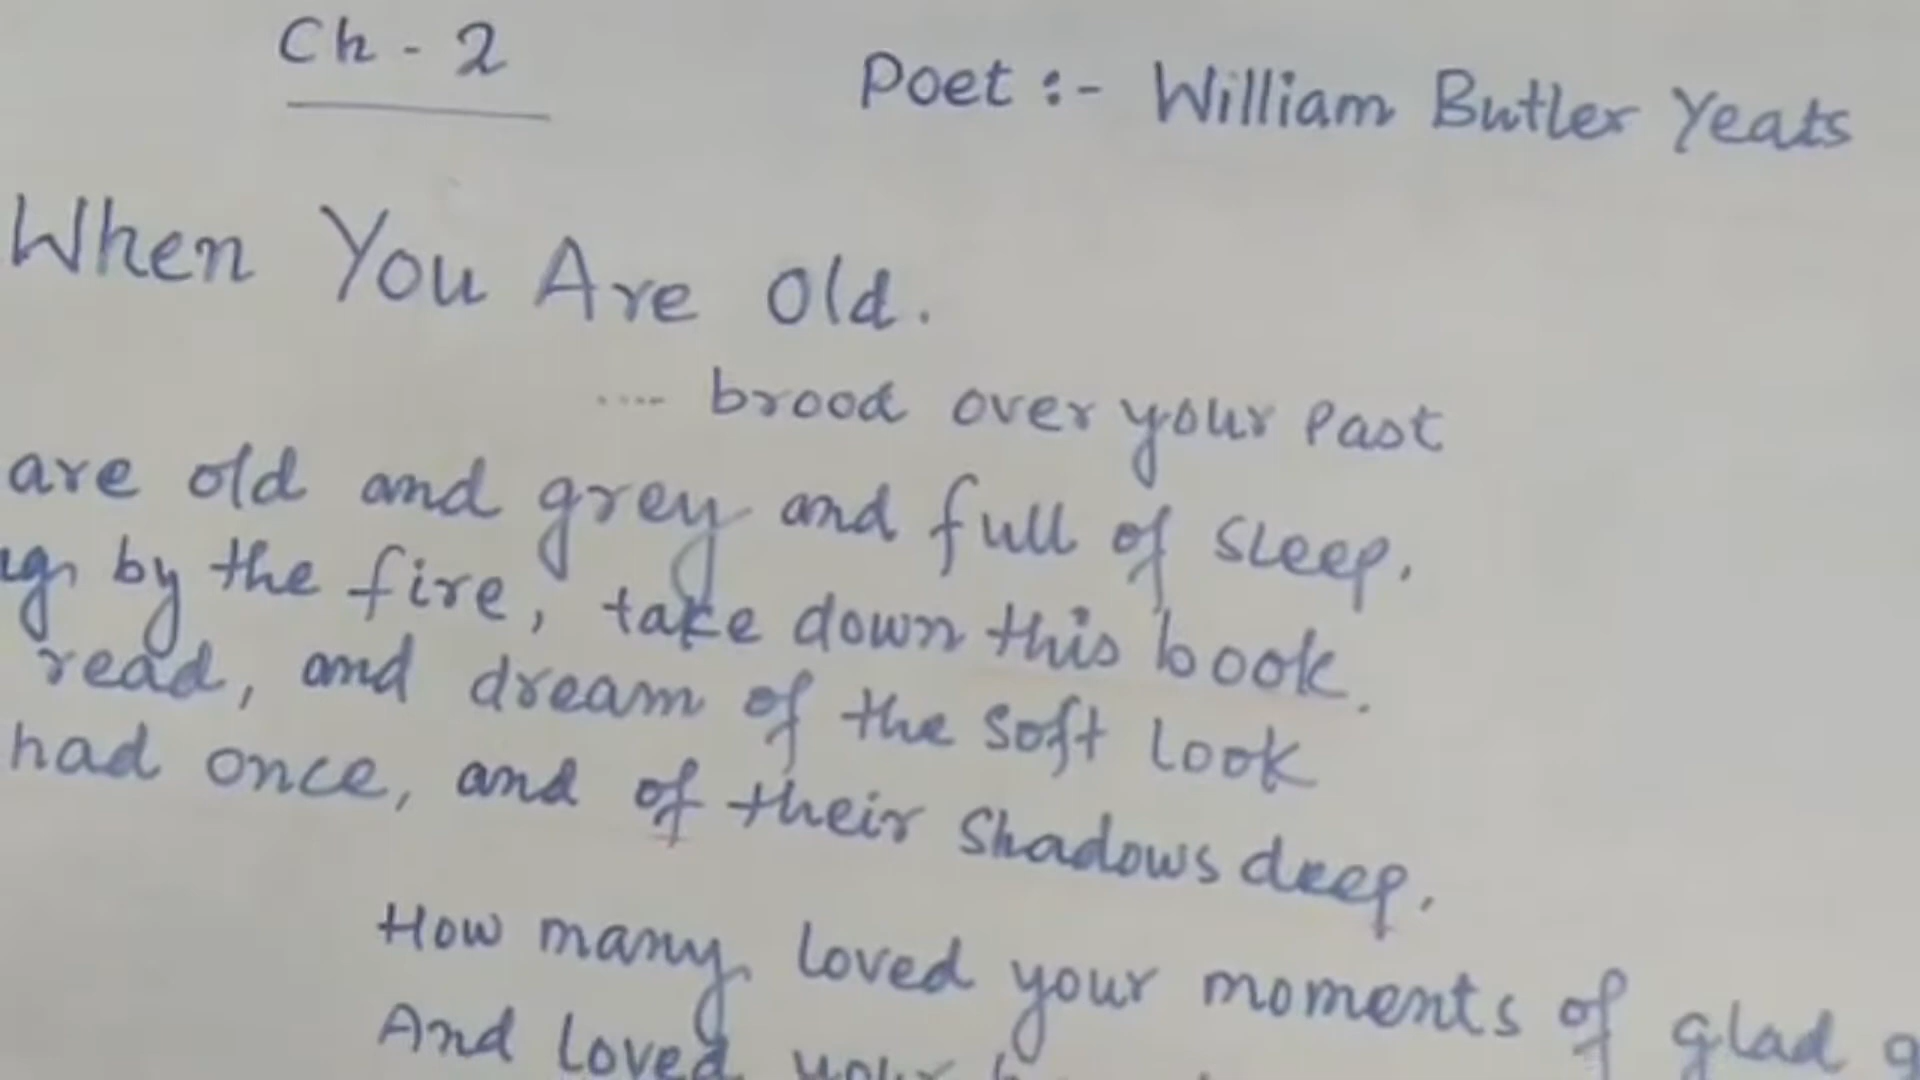 Ch - 2
Poet :- William Butler Yeats
When You Are Old.
.... brood over your Past
are old and grey and full of sleep.
by the fire, take down this book.
read, and dream of the soft look
had once, and of their Shadows deep.
How many loved your moments of glad
And loved your